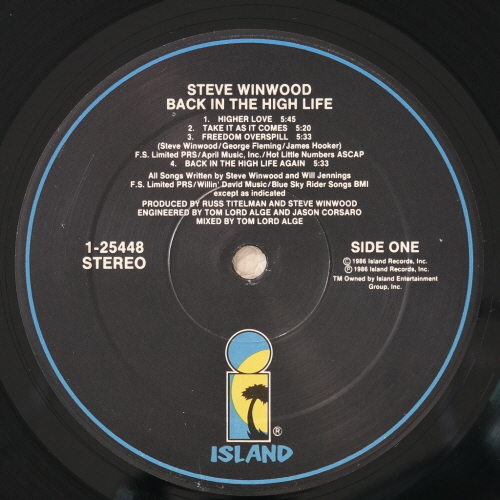 STEVE WINWOOD
BACK IN THE HIGH LIFE
1. HIGHER LOVE 5:45
2. TAKE IT AS IT COMES 5:20
3. FREEDOM OVERSPILL 5:33
(Steve Winwood/George Fleming/James Hooker)
F.S. Limited PRS/April Music, Inc./Hot Little Numbers ASCAP
4. BACK IN THE HIGH LIFE AGAIN 5:33
All Songs Written by Steve Winwood and Will Jennings
F.S. Limited PRS/Willin' David Music/Blue Sky Rider Songs BMI
except as indicated
PRODUCED BY RUSS TITELMAN AND STEVE WINWOOD
ENGINEERED BY TOM LORD ALGE AND JASON CORSARO
MIXED BY TOM LORD ALGE
1-25448
STEREO
SIDE ONE
©1986 Island Records, Inc.
℗1986 Island Records, Inc.
TM Owned by Island Entertainment
Group, Inc.
®
ISLAND